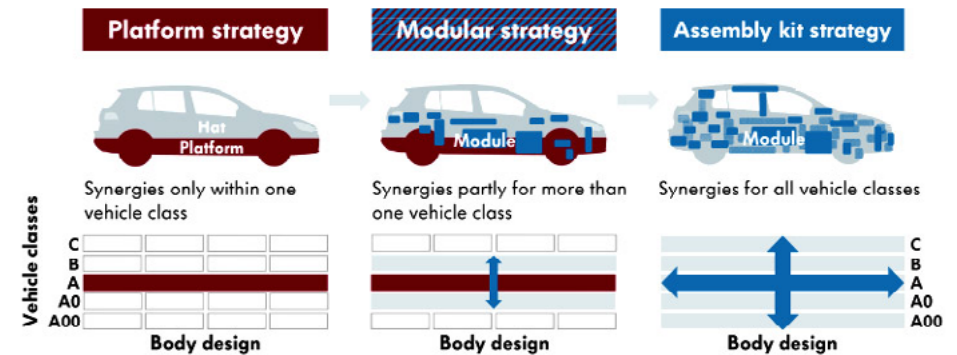 Platform strategy
Modular strategy
Assembly kit strategy
Hat
Platform
Module
Module
Synergies only within one
vehicle class
Synergies partly for more than
one vehicle class
Synergies for all vehicle classes
Vehicle classes
C
B
A
A0
A00
C
B
A
A0
A00
Body design
Body design
Body design